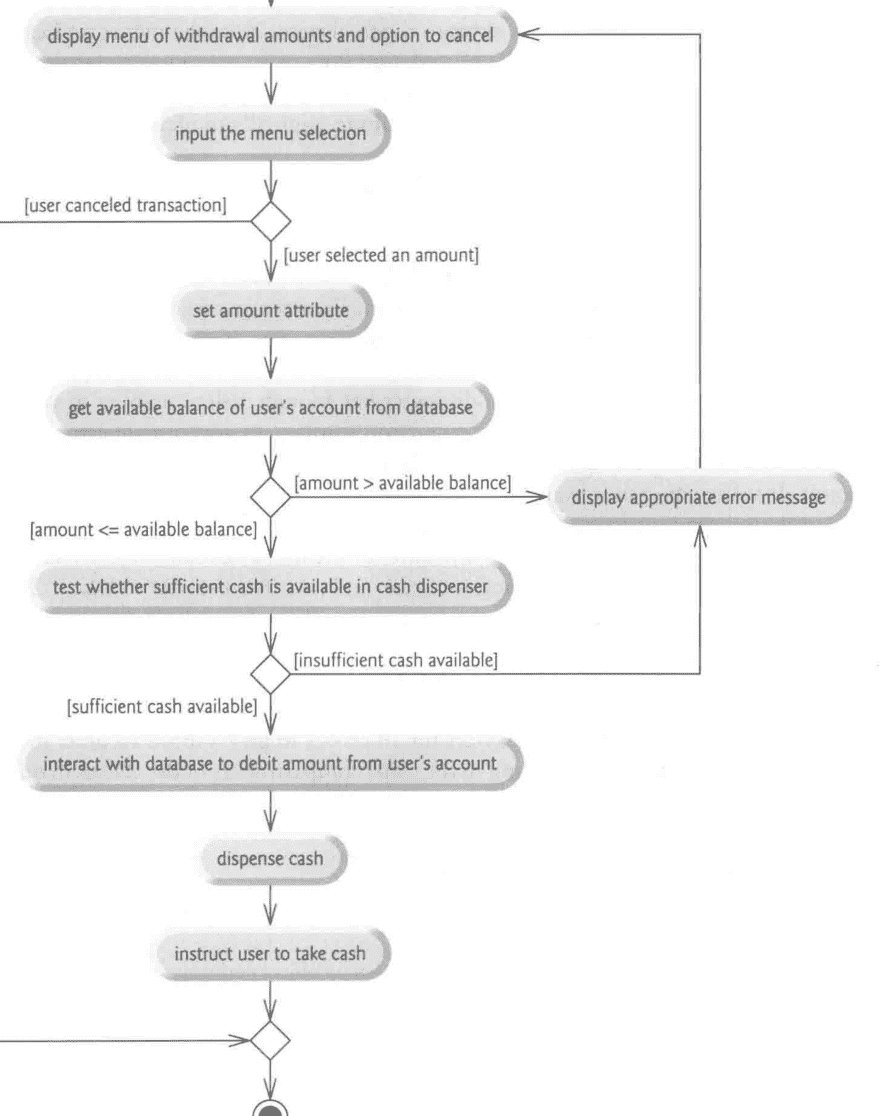 display menu of withdrawal amounts and option to cancel
input the menu selection
[user canceled transaction]
[user selected an amount]
set amount attribute
get available balance of user's account from database
[amount > available balance]
display appropriate error message
[amount <= available balance]
test whether sufficient cash is available in cash dispenser
[insufficient cash available]
[sufficient cash available]
interact with database to debit amount from user's account
dispense cash
instruct user to take cash